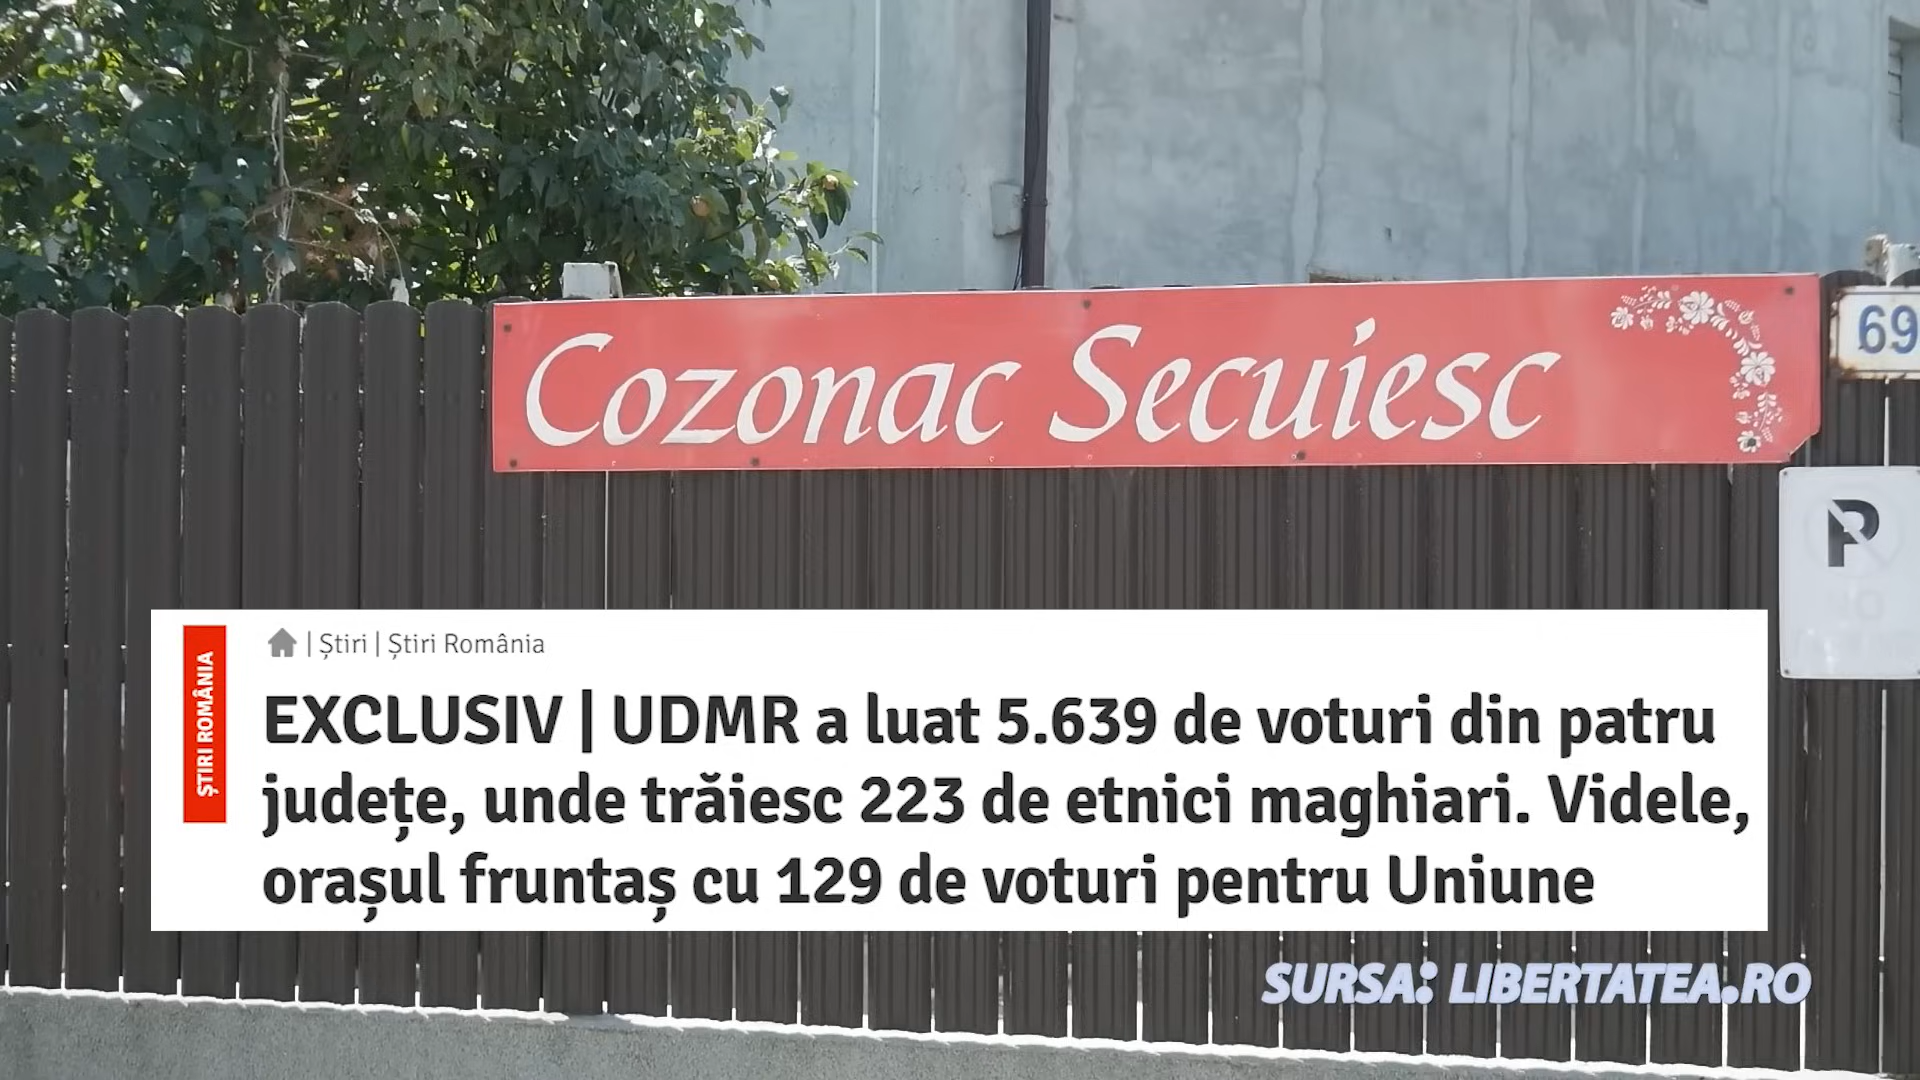 Cozonac Secuiesc
69
P
ȘTIRI ROMÂNIA
| Știri | Știri România
EXCLUSIV | UDMR a luat 5.639 de voturi din patru
județe, unde trăiesc 223 de etnici maghiari. Videle,
orașul fruntaș cu 129 de voturi pentru Uniune
SURSA: LIBERTATEA.RO